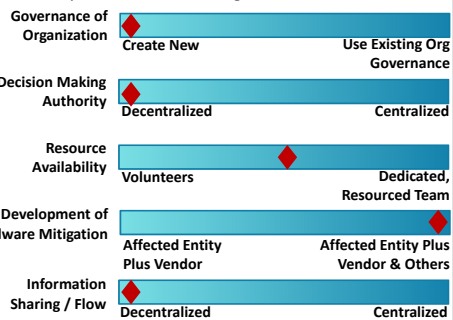 Governance of
Organization
Create New
Use Existing Org
Governance
Decision Making
Authority
Decentralized
Centralized
Resource
Availability
Volunteers
Dedicated,
Resourced Team
Development of
Mitigation
Affected Entity
Plus Vendor
Affected Entity Plus
Vendor & Others
Information
Sharing / Flow
Decentralized
Centralized